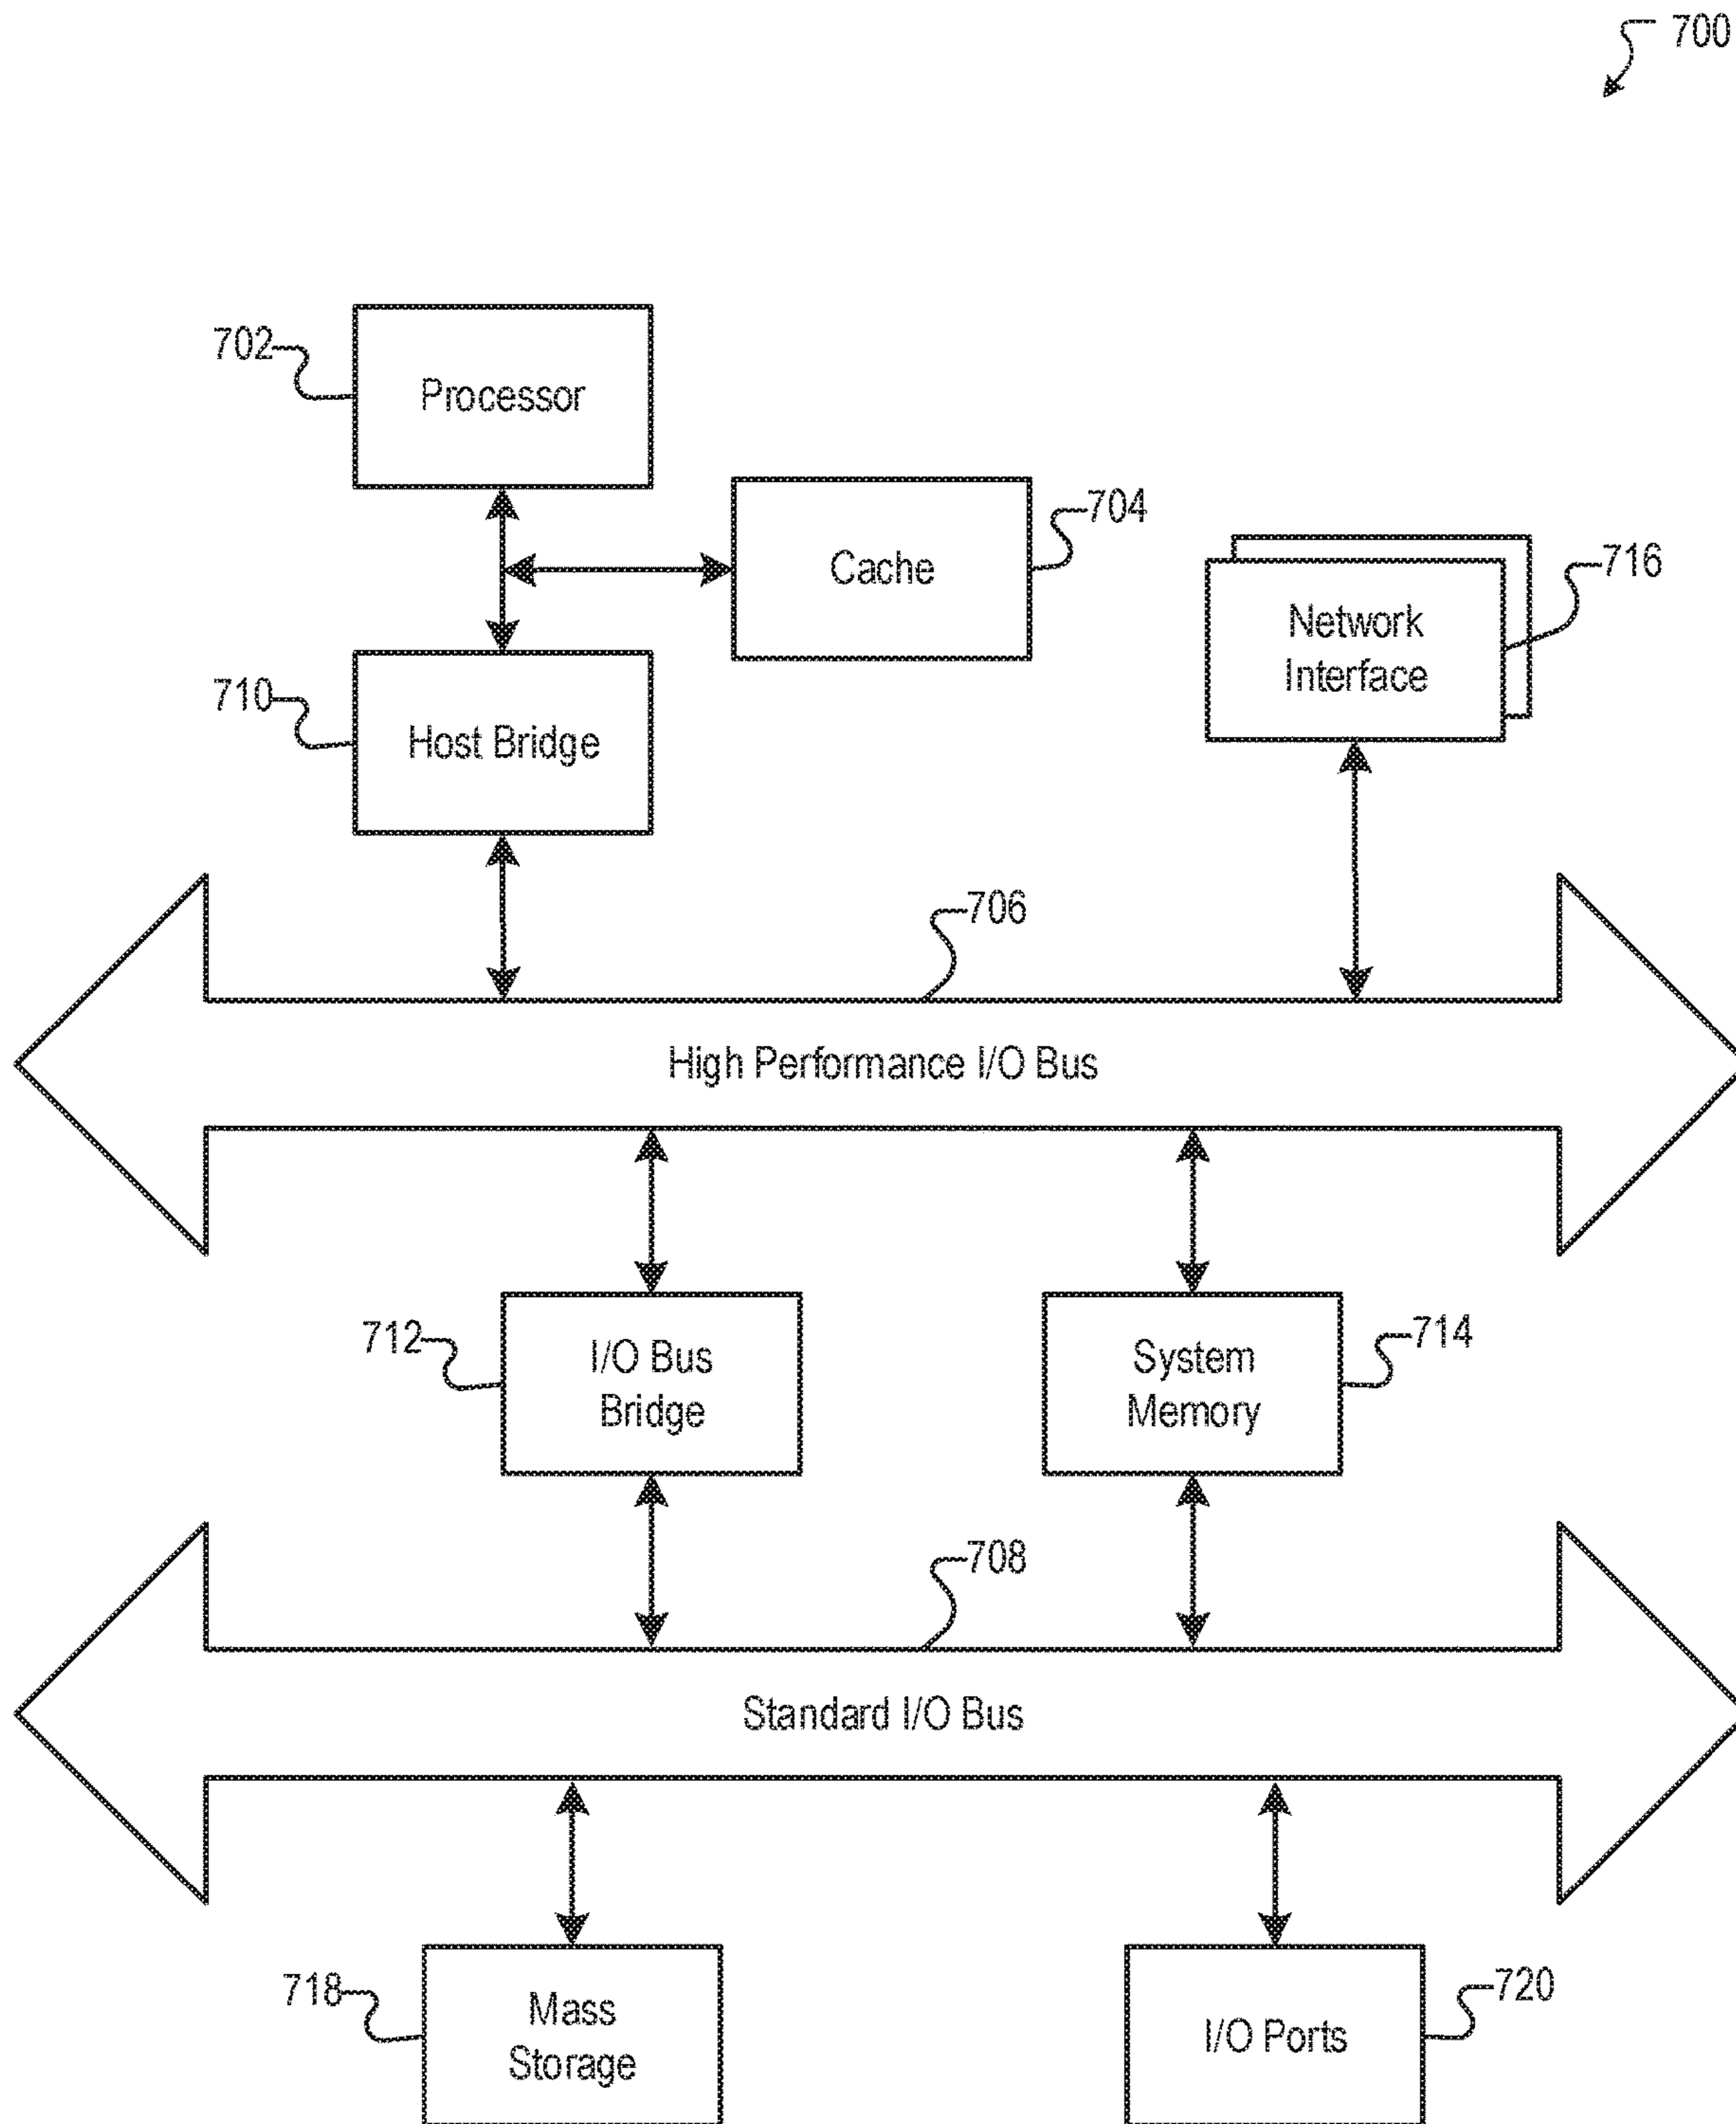 700
702
Processor
704
Cache
716
Network
Interface
710
Host Bridge
706
High Performance I/O Bus
712
I/O Bus
Bridge
714
System
Memory
708
Standard I/O Bus
718
Mass
Storage
720
I/O Ports